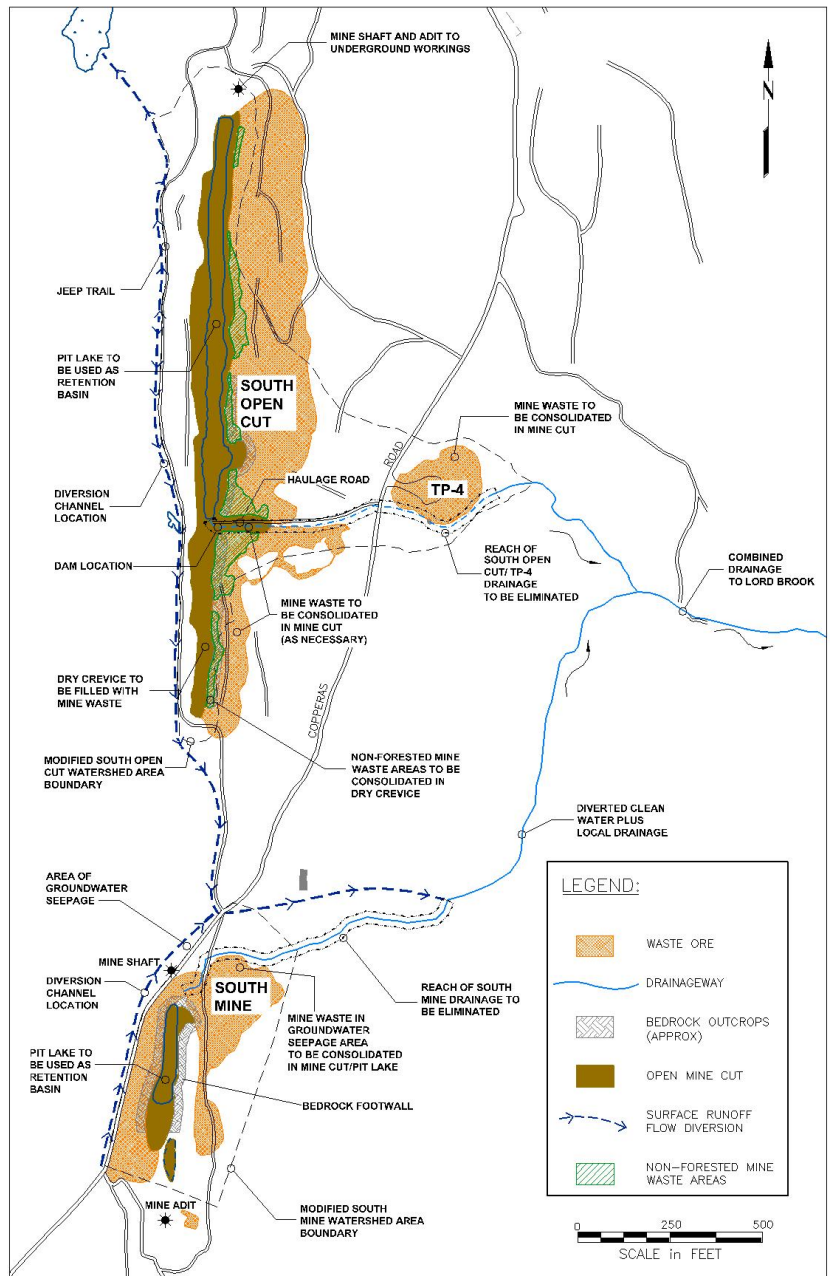 MINE SHAFT AND ADIT TO
UNDERGROUND WORKINGS
N
JEEP TRAIL
PIT LAKE TO
BE USED AS
RETENTION
BASIN
SOUTH
OPEN
CUT
MINE WASTE TO
BE CONSOLIDATED
IN MINE CUT
ROAD
HAULAGE ROAD
TP-4
DIVERSION
CHANNEL
LOCATION
DAM LOCATION
REACH OF
SOUTH OPEN
CUT/ TP-4
DRAINAGE
TO BE ELIMINATED
COMBINED
DRAINAGE
TO LORD BROOK
MINE WASTE TO
BE CONSOLIDATED
IN MINE CUT
(AS NECESSARY)
DRY CREVICE TO
BE FILLED WITH
MINE WASTE
COPPERAS
MODIFIED SOUTH OPEN
CUT WATERSHED AREA
BOUNDARY
NON-FORESTED MINE
WASTE AREAS TO BE
CONSOLIDATED IN
DRY CREVICE
DIVERTED CLEAN
WATER PLUS
LOCAL DRAINAGE
AREA OF
GROUNDWATER
SEEPAGE
MINE SHAFT
DIVERSION
CHANNEL
LOCATION
SOUTH
MINE
MINE WASTE IN
GROUNDWATER
SEEPAGE AREA
TO BE CONSOLIDATED
IN MINE CUT/PIT LAKE
REACH OF SOUTH
MINE DRAINAGE TO
BE ELIMINATED
PIT LAKE TO
BE USED AS
RETENTION
BASIN
BEDROCK FOOTWALL
MINE ADIT
MODIFIED SOUTH
MINE WATERSHED AREA
BOUNDARY
LEGEND:
WASTE ORE
DRAINAGEWAY
BEDROCK OUTCROPS
(APPROX)
OPEN MINE CUT
SURFACE RUNOFF
FLOW DIVERSION
NON-FORESTED MINE
WASTE AREAS
0 250 500
SCALE in FEET